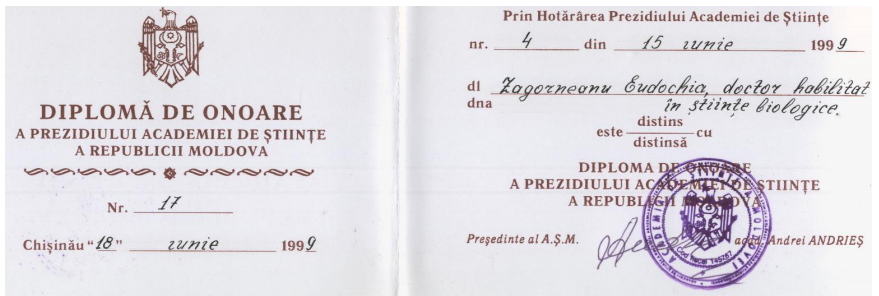 DIPLOMĂ DE ONOARE
A PREZIDIULUI ACADEMIEI DE ŞTIINŢE
A REPUBLICII MOLDOVA
Nr. 17
Chişinău "18" iunie 1999
Prin Hotărârea Prezidiului Academiei de Ştiinţe
nr. 4 din 15 iunie 1999
dl Zagorneanu Eudochia, doctor habilitat
dna în ştiinţe biologice.
distins
este cu
distinsă
DIPLOMA DE ONOARE
A PREZIDIULUI ACADEMIEI DE ŞTIINŢE
A REPUBLICII MOLDOVA
Preşedinte al A.Ş.M. acad. Andrei ANDRIEŞ